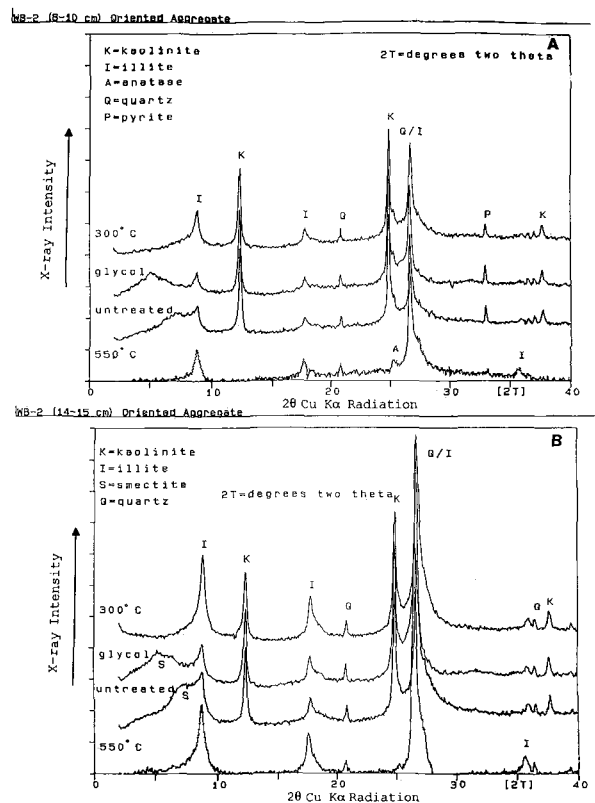 WB-2 (8-10 cm) Oriented Aggregate
A
K=kaolinite
I=illite
A=anatase
Q=quartz
P=pyrite
2T=degrees two theta
X-ray Intensity
I K I Q K Q/I P K
300°C
glycol
untreated
550°C
A I
10 20 30 [2T] 40
2θ Cu Kα Radiation
WB-2 (14-15 cm) Oriented Aggregate
B
K=kaolinite
I=illite
S=smectite
Q=quartz
2T=degrees two theta
X-ray Intensity
I K I Q K Q/I Q K
300°C
glycol
S
untreated
S
550°C
I
0 10 20 30 [2T] 40
2θ Cu Kα Radiation